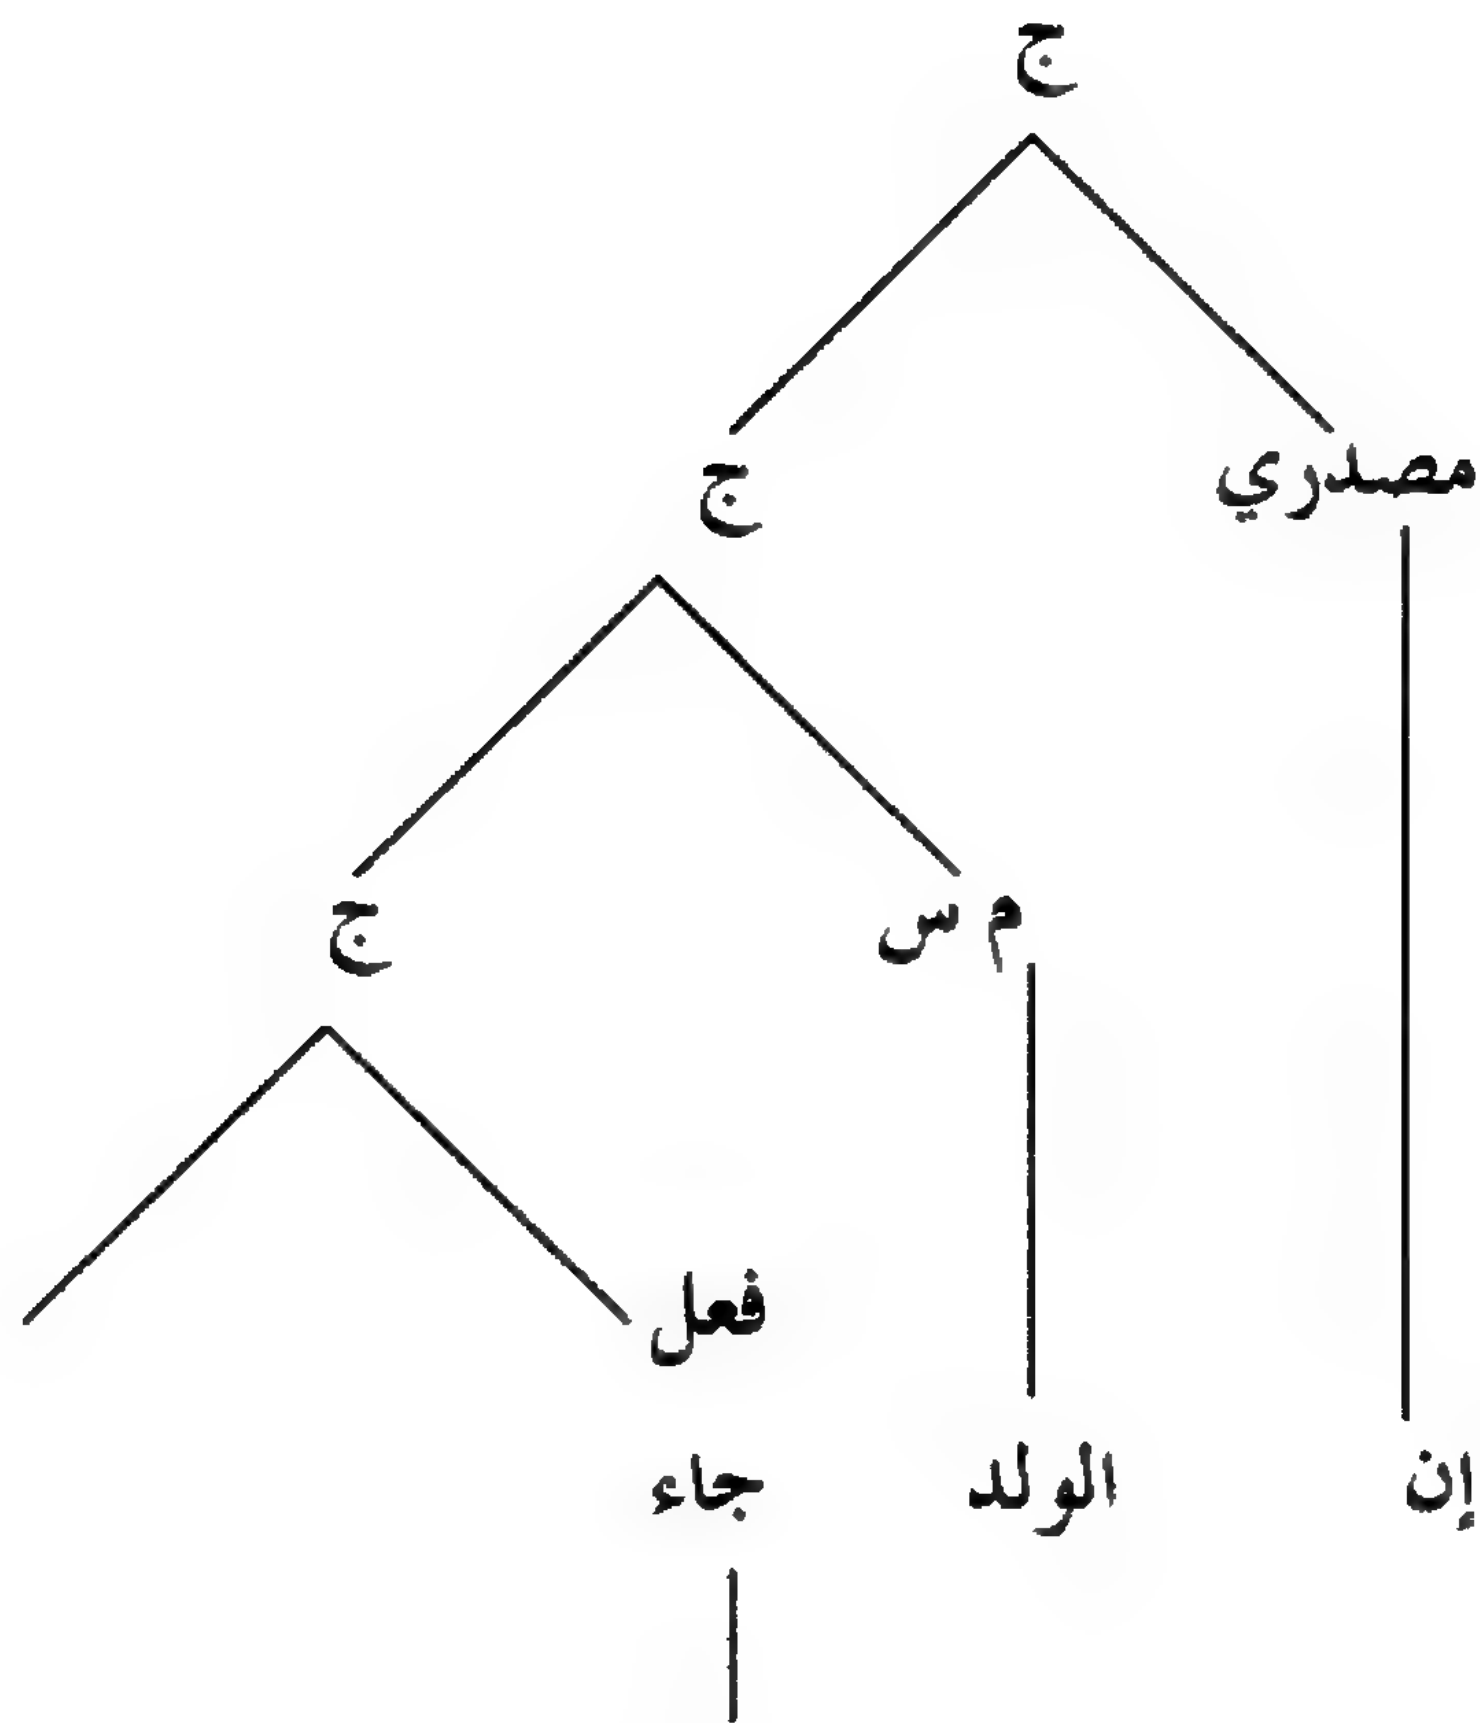 ج
مصدري ج
م س ج
فعل
إن الولد جاء